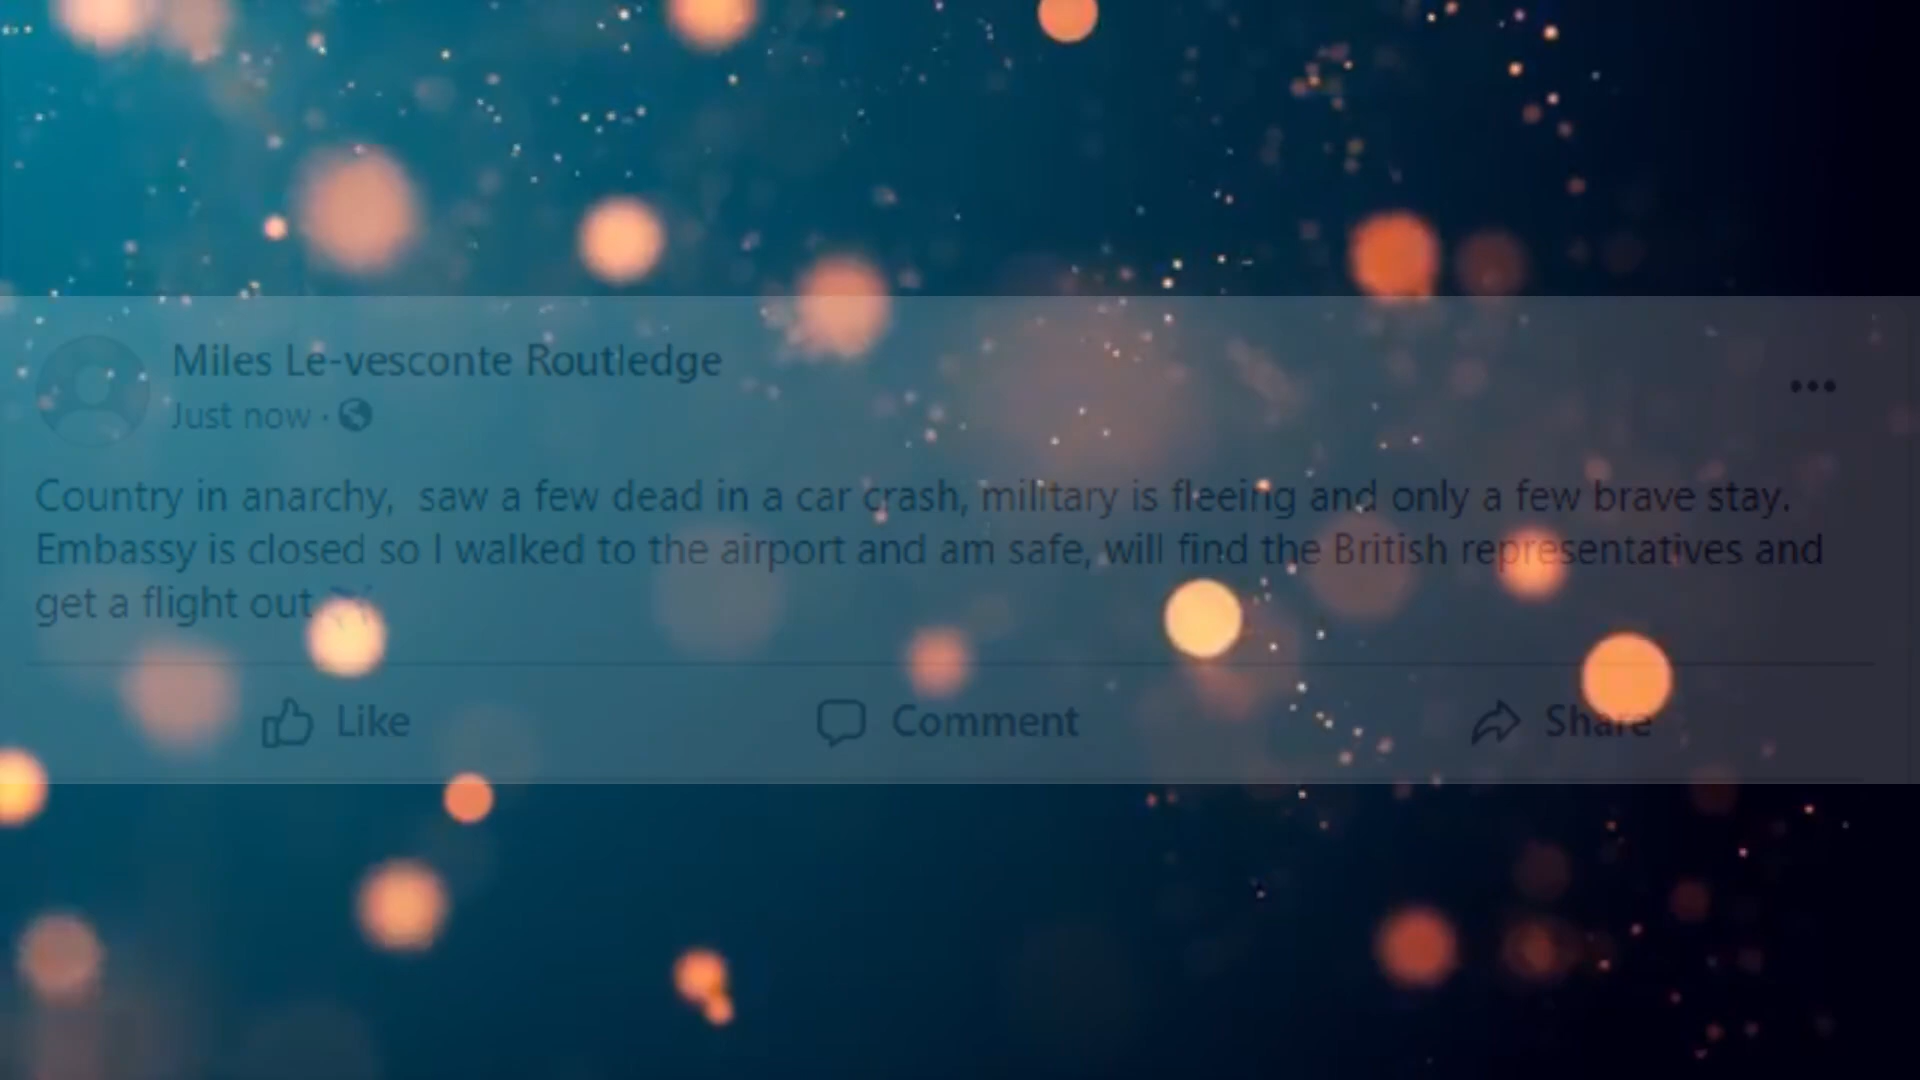 Miles Le-vesconte Routledge
Just now ·
Country in anarchy,  saw a few dead in a car crash, military is fleeing and only a few brave stay.
Embassy is closed so I walked to the airport and am safe, will find the British representatives and
get a flight out
Like
Comment
Share